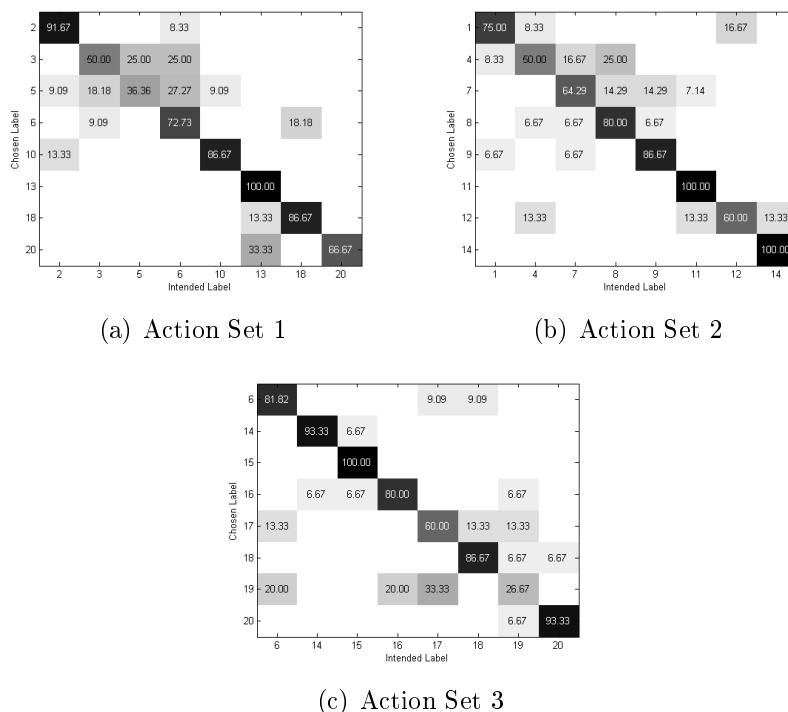 2 91.67 8.33
3 50.00 25.00 25.00
5 9.09 18.18 36.36 27.27 9.09
6 9.09 72.73 18.18
10 13.33 86.67
13 100.00
18 13.33 86.67
20 33.33 66.67
2 3 5 6 10 13 18 20
Chosen Label
Intended Label
(a) Action Set 1
1 75.00 8.33 16.67
4 8.33 50.00 16.67 25.00
7 64.29 14.29 14.29 7.14
8 6.67 6.67 80.00 6.67
9 6.67 6.67 86.67
11 100.00
12 13.33 13.33 60.00 13.33
14 100.00
1 4 7 8 9 11 12 14
Chosen Label
Intended Label
(b) Action Set 2
6 81.82 9.09 9.09
14 93.33 6.67
15 100.00
16 6.67 6.67 80.00 6.67
17 13.33 60.00 13.33 13.33
18 86.67 6.67 6.67
19 20.00 20.00 33.33 26.67
20 6.67 93.33
6 14 15 16 17 18 19 20
Chosen Label
Intended Label
(c) Action Set 3